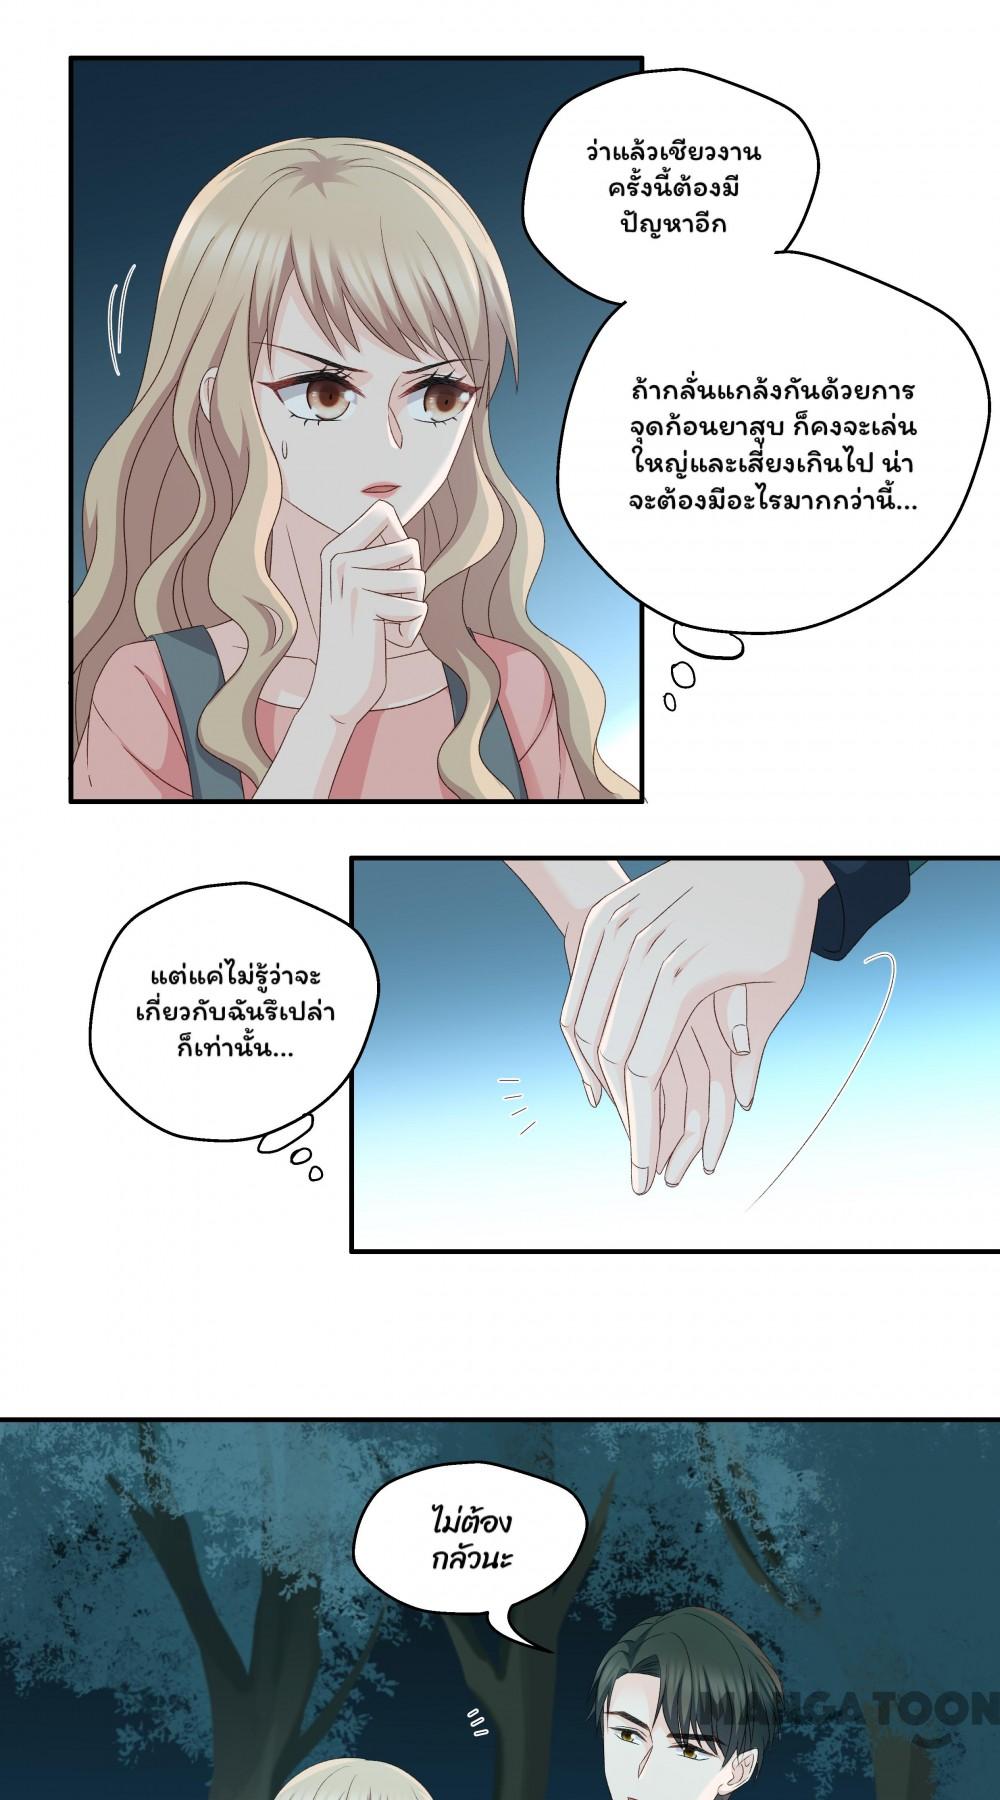 ว่าแล้วเชียวงาน
ครั้งนี้ต้องมี
ปัญหาอีก
ถ้ากลั่นแกล้งกันด้วยการ
จุดก้อนยาสูบ ก็คงจะเล่น
ใหญ่และเสี่ยงเกินไป น่า
จะต้องมีอะไรมากกว่านี้...
แต่แค่ไม่รู้ว่าจะ
เกี่ยวกับฉันรึเปล่า
ก็เท่านั้น...
ไม่ต้อง
กลัวนะ
MANGATOON